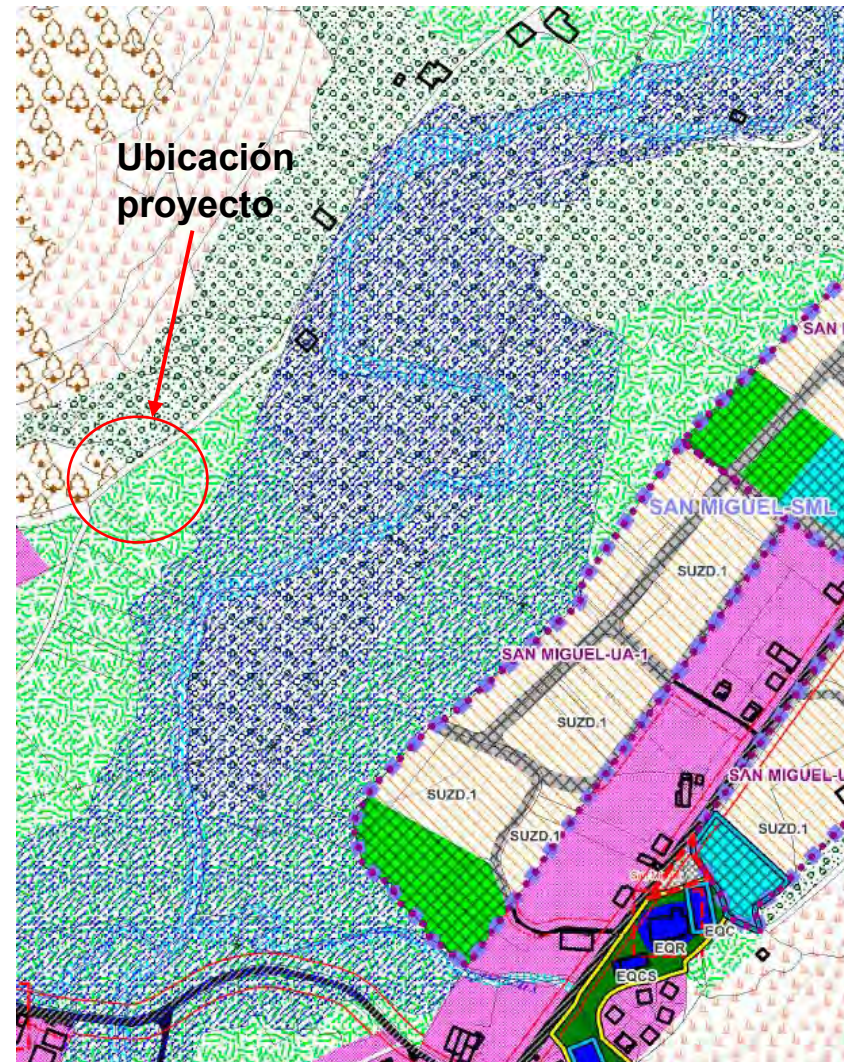 Ubicación
proyecto
SAN
SAN MIGUEL-SML
SUZD.1
SAN MIGUEL-UA-1
SUZD.1
SAN MIGUEL-U
SUZD.1
SUZD.1
SUZD.1
EQC
EQR
EQCS